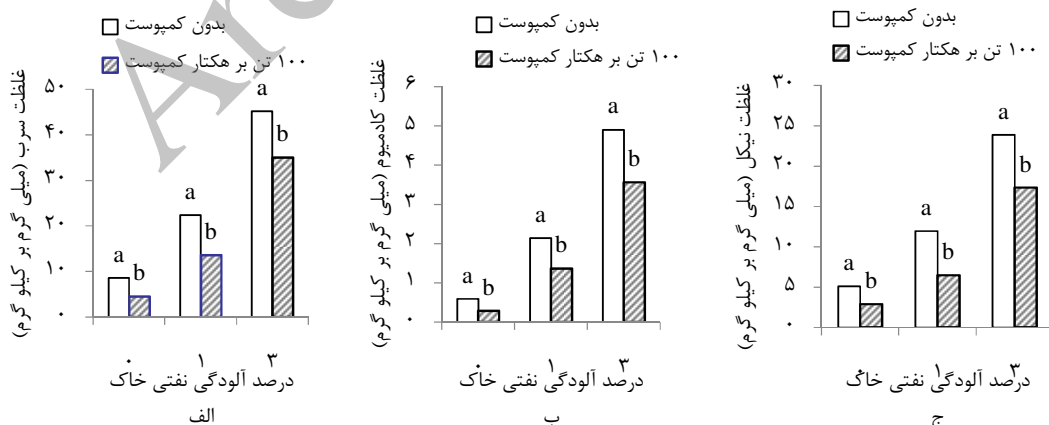 بدون کمپوست
۱۰۰ تن بر هکتار کمپوست
غلظت سرب (میلی گرم بر کیلو گرم)
۵۰
۴۰
۳۰
۲۰
۱۰
۰
a
b
a
b
a
b
۰ ۱ ۳
درصد آلودگی نفتی خاک
الف
بدون کمپوست
۱۰۰ تن بر هکتار کمپوست
غلظت کادمیوم (میلی گرم بر کیلو گرم)
۶
۵
۴
۳
۲
۱
۰
a
b
a
b
a
b
۰ ۱ ۳
درصد آلودگی نفتی خاک
ب
بدون کمپوست
۱۰۰ تن بر هکتار کمپوست
غلظت نیکل (میلی گرم بر کیلو گرم)
۳۰
۲۵
۲۰
۱۵
۱۰
۵
۰
a
b
a
b
a
b
۰ ۱ ۳
درصد آلودگی نفتی خاک
ج